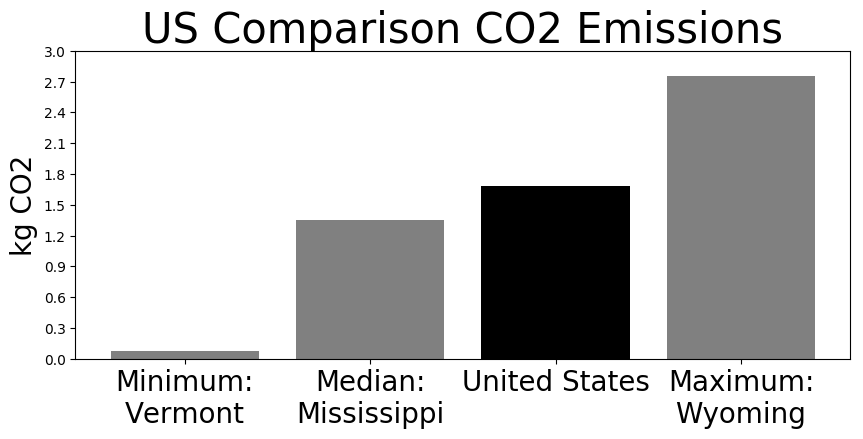 US Comparison CO2 Emissions
kg CO2
3.0
2.7
2.4
2.1
1.8
1.5
1.2
0.9
0.6
0.3
0.0
Minimum:
Vermont
Median:
Mississippi
United States
Maximum:
Wyoming